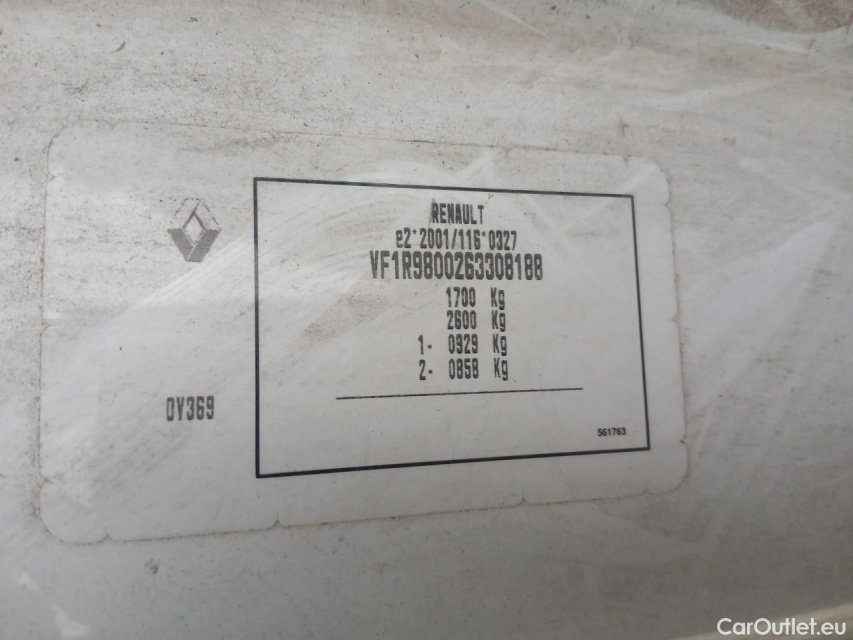 RENAULT
e2*2001/116*0327
VF1R9800263308188
1700 Kg
2600 Kg
1- 0929 Kg
2- 0858 Kg
0V369
561763
CarOutlet.eu